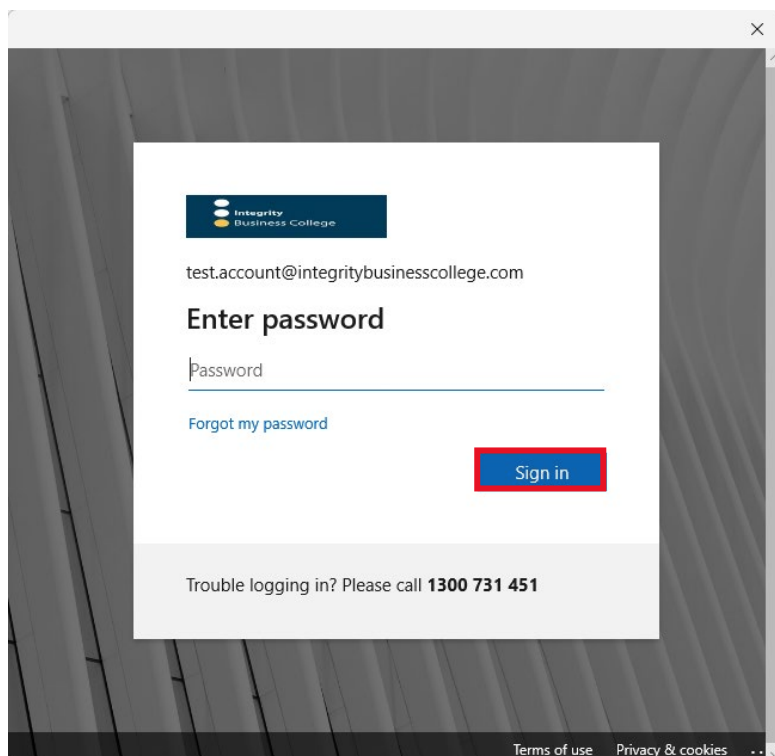 Integrity
Business College
test.account@integritybusinesscollege.com
Enter password
Password
Forgot my password
Sign in
Trouble logging in? Please call 1300 731 451
Terms of use Privacy & cookies